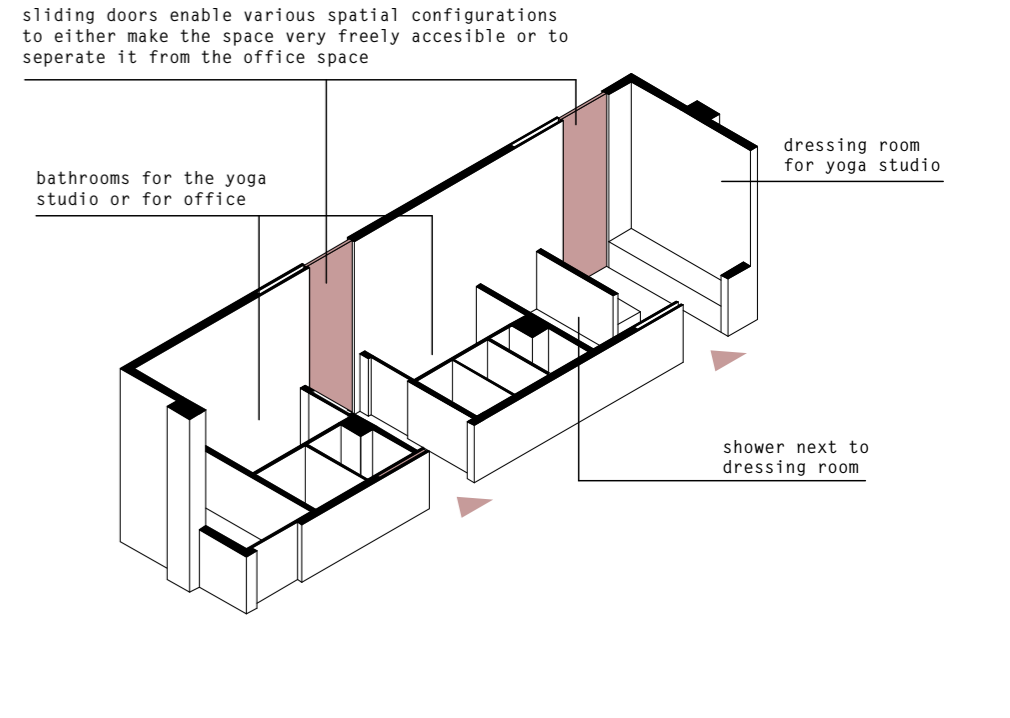 sliding doors enable various spatial configurations
to either make the space very freely accesible or to
seperate it from the office space
dressing room
for yoga studio
bathrooms for the yoga
studio or for office
shower next to
dressing room